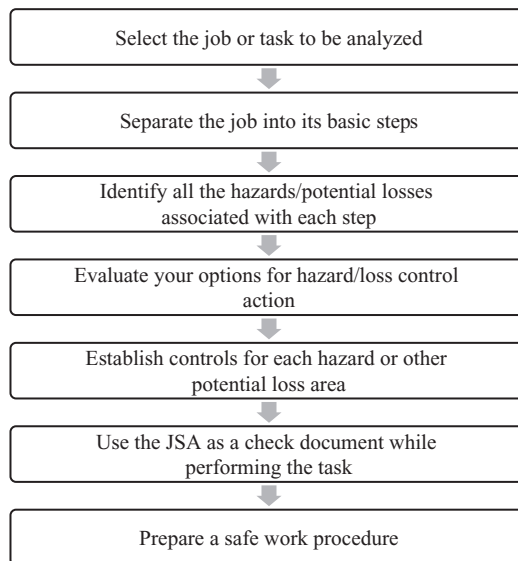 Select the job or task to be analyzed
Separate the job into its basic steps
Identify all the hazards/potential losses
associated with each step
Evaluate your options for hazard/loss control
action
Establish controls for each hazard or other
potential loss area
Use the JSA as a check document while
performing the task
Prepare a safe work procedure